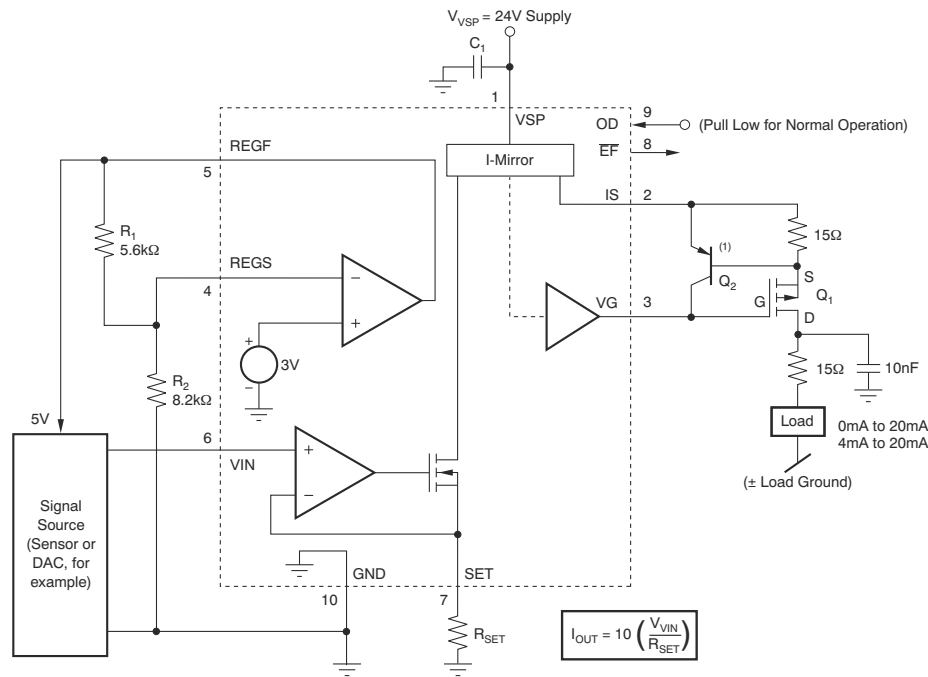 V_VSP = 24V Supply
C₁
1
VSP
9
OD
(Pull Low for Normal Operation)
8
E̅F̅
REGF
5
I-Mirror
IS
2
R₁
5.6kΩ
15Ω
(1)
REGS
4
Q₂
S
G
Q₁
D
VG
3
−
+
+
3V
−
15Ω
10nF
R₂
8.2kΩ
5V
Load
0mA to 20mA
4mA to 20mA
(± Load Ground)
6
VIN
+
−
Signal
Source
(Sensor or
DAC, for
example)
GND
SET
10
7
R_SET
I_OUT = 10 (V_VIN / R_SET)